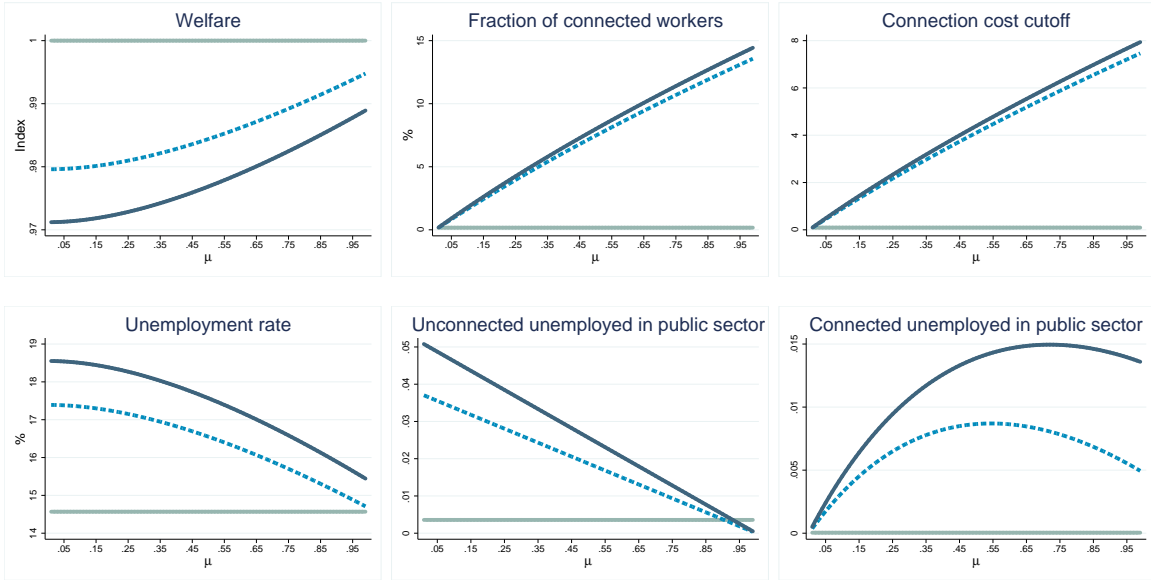 Welfare
Index
.97 .98 .99 1
.05 .15 .25 .35 .45 .55 .65 .75 .85 .95
μ
Fraction of connected workers
%
0 5 10 15
.05 .15 .25 .35 .45 .55 .65 .75 .85 .95
μ
Connection cost cutoff
0 2 4 6 8
.05 .15 .25 .35 .45 .55 .65 .75 .85 .95
μ
Unemployment rate
%
14 15 16 17 18 19
.05 .15 .25 .35 .45 .55 .65 .75 .85 .95
μ
Unconnected unemployed in public sector
0 .01 .02 .03 .04 .05
.05 .15 .25 .35 .45 .55 .65 .75 .85 .95
μ
Connected unemployed in public sector
0 .005 .01 .015
.05 .15 .25 .35 .45 .55 .65 .75 .85 .95
μ